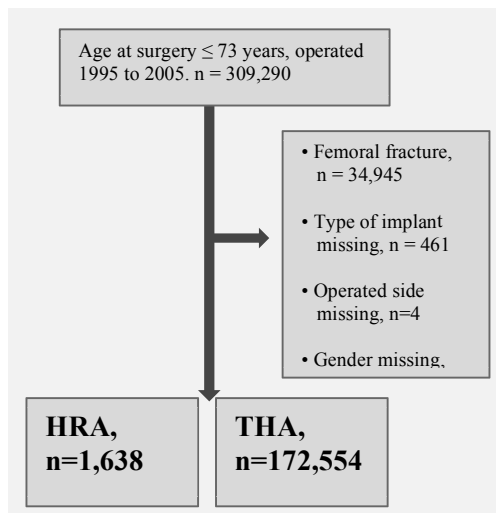 Age at surgery ≤ 73 years, operated
1995 to 2005. n = 309,290
• Femoral fracture,
n = 34,945
• Type of implant
missing, n = 461
• Operated side
missing, n=4
• Gender missing,
HRA,
n=1,638
THA,
n=172,554